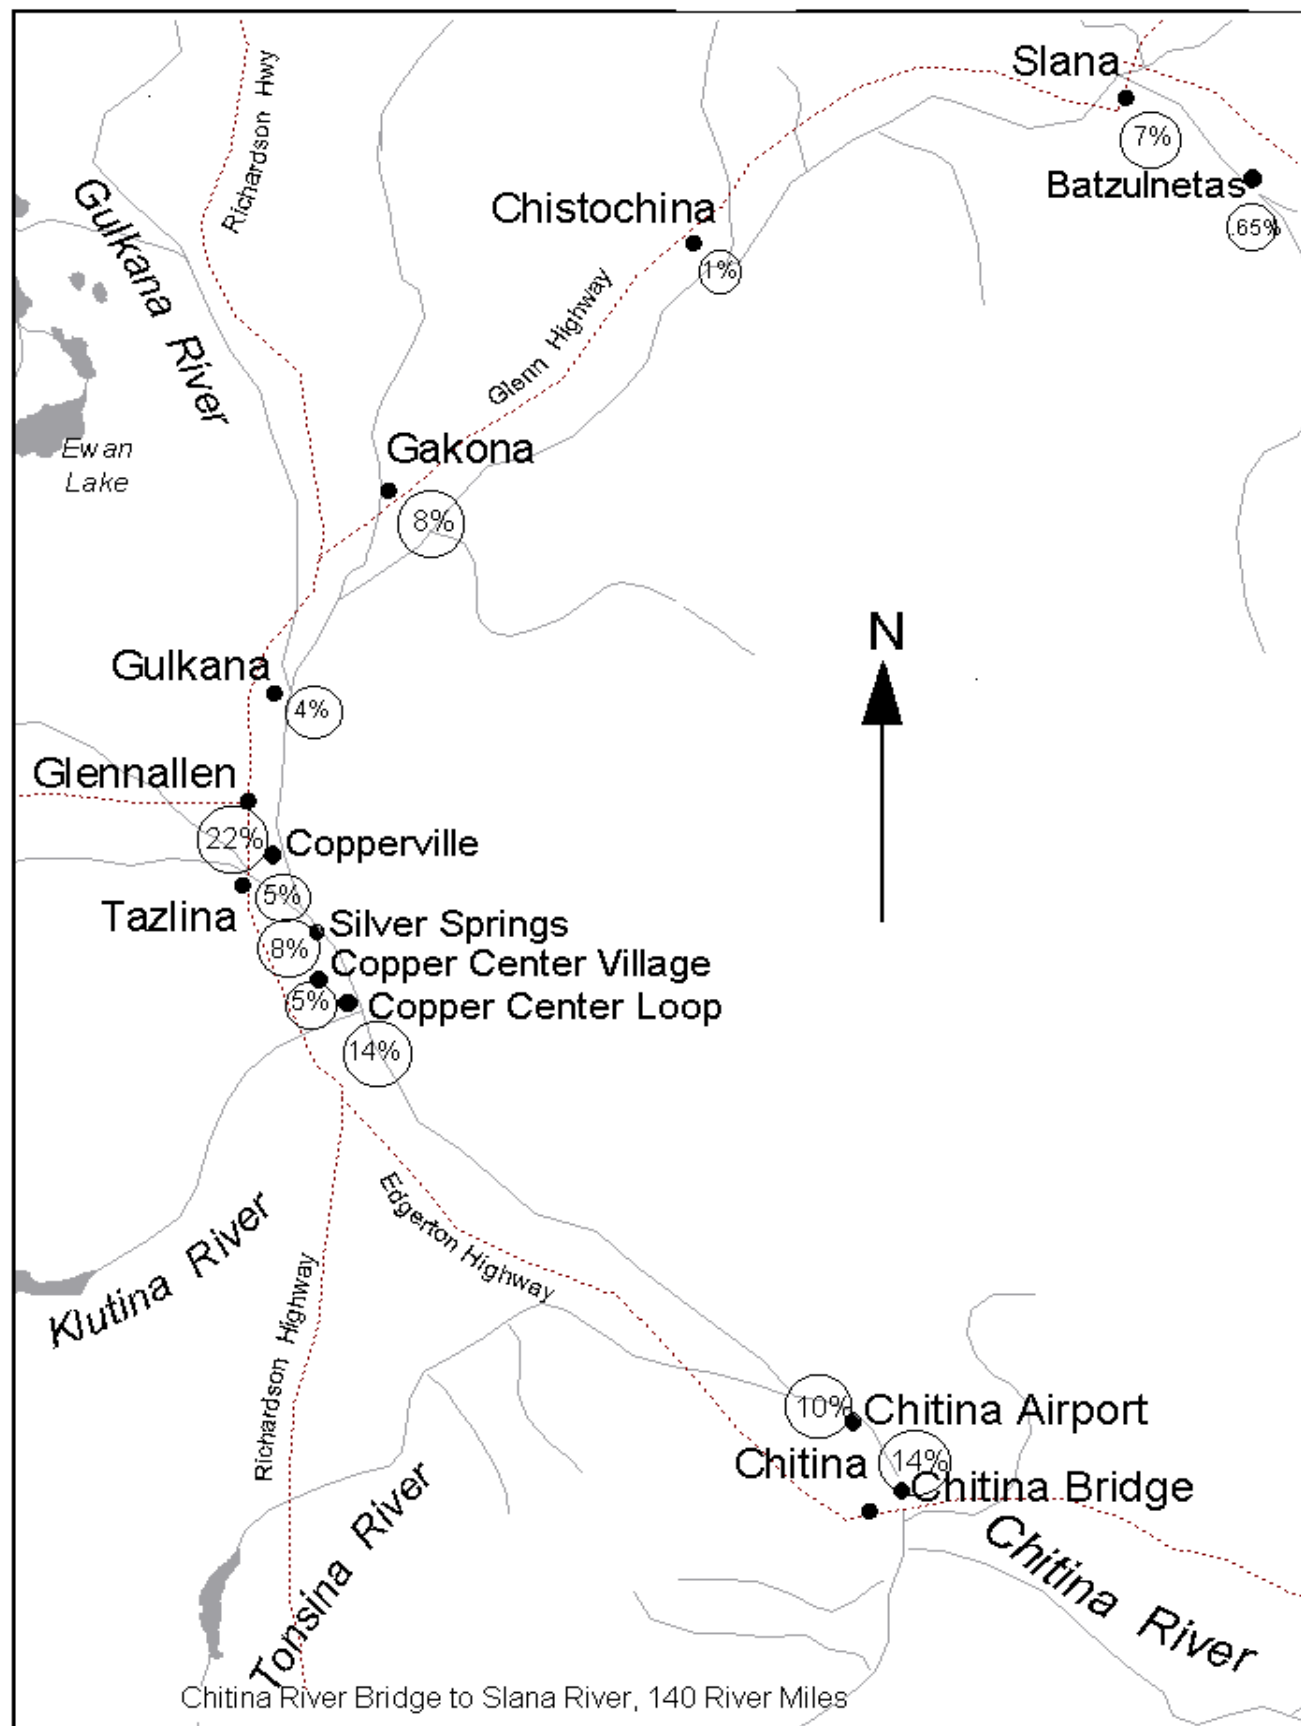 Slana
7%
Richardson Hwy
Batzulnetas
.65%
Chistochina
1%
Gulkana River
Glenn Highway
Ewan
Lake
Gakona
8%
N
Gulkana
4%
Glennallen
22%
Copperville
5%
Tazlina
Silver Springs
8%
Copper Center Village
5%
Copper Center Loop
14%
Edgerton Highway
Klutina River
Richardson Highway
10%
Chitina Airport
14%
Chitina
Chitina Bridge
Chitina River
Tonsina River
Chitina River Bridge to Slana River, 140 River Miles